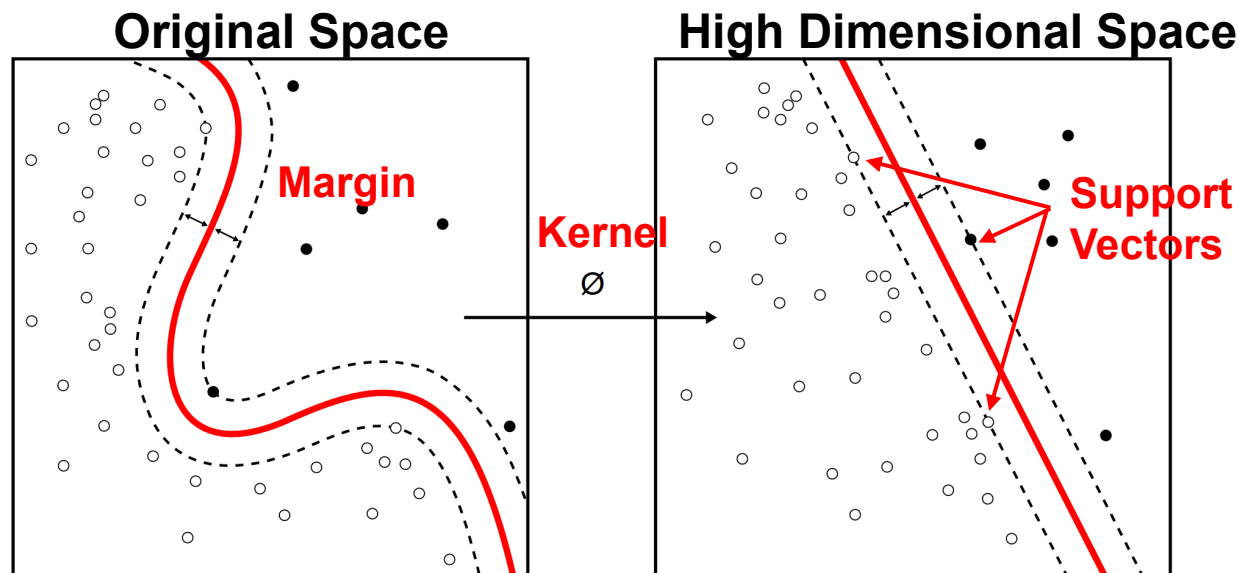 Original Space
High Dimensional Space
Margin
Kernel
Ø
Support
Vectors